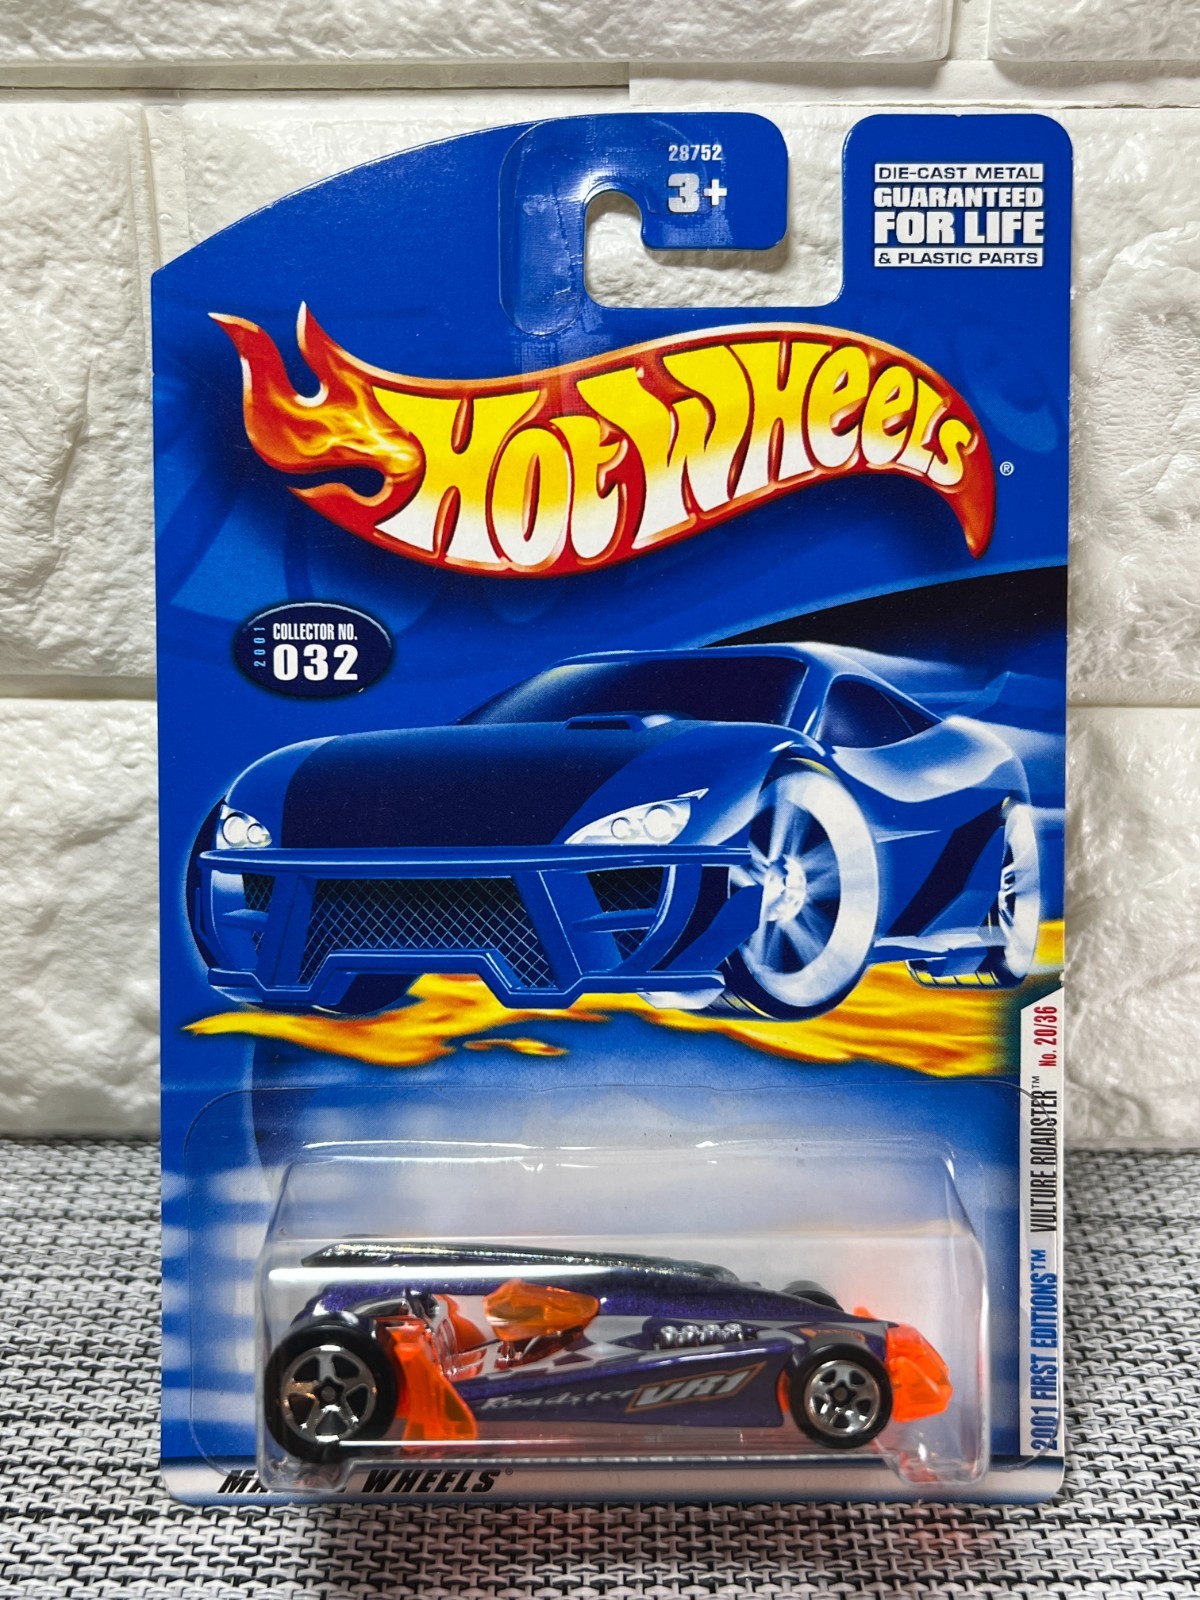 28752
3+
DIE-CAST METAL
GUARANTEED
FOR LIFE
& PLASTIC PARTS
HOT WHEELS®
2001
COLLECTOR NO.
032
2001 FIRST EDITIONS™ VULTURE ROADSTER™ No. 20/36
Roadster VR1
WHEELS®